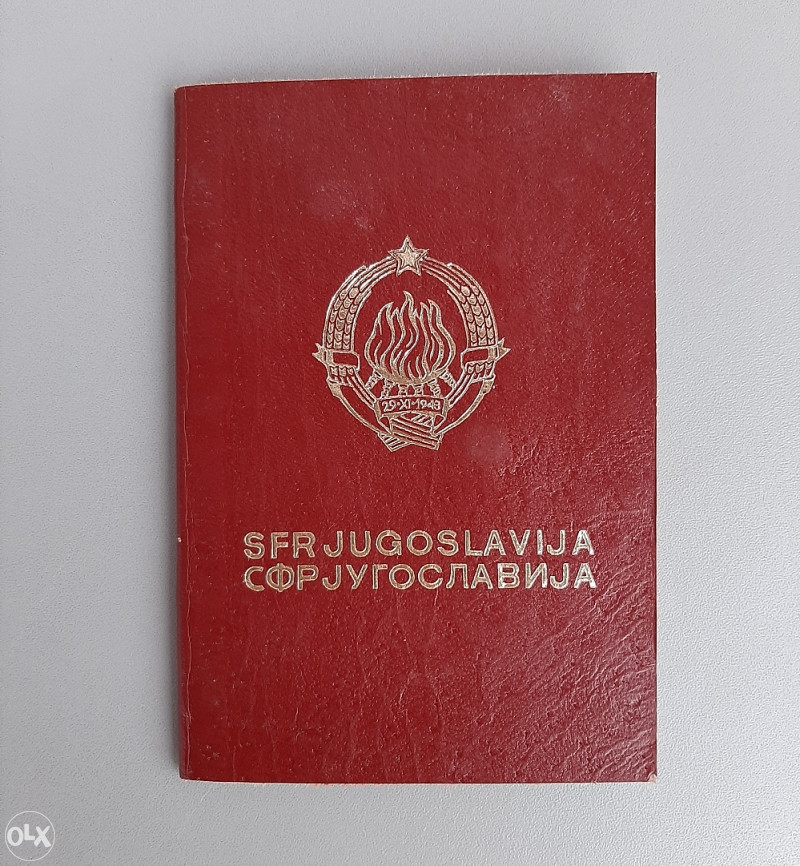 29·XI·1943
SFR JUGOSLAVIJA
СФР ЈУГОСЛАВИЈА
OLX